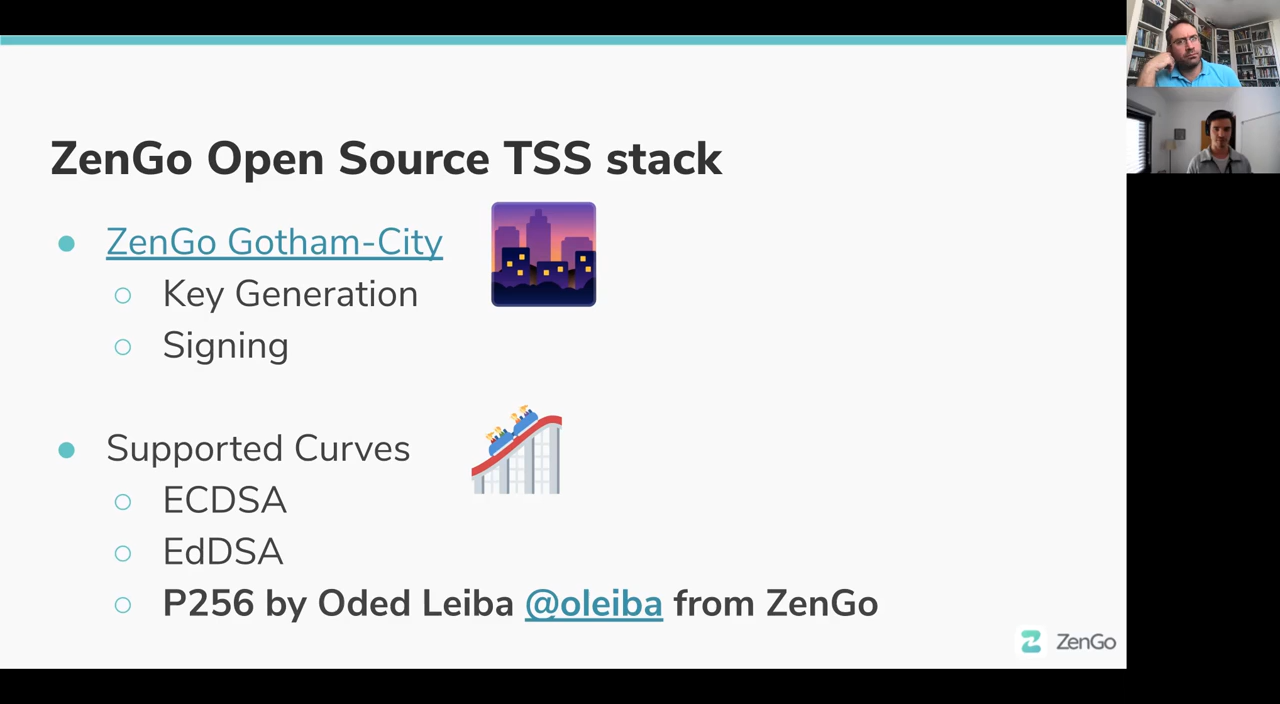 ZenGo Open Source TSS stack
ZenGo Gotham-City
Key Generation
Signing
Supported Curves
ECDSA
EdDSA
P256 by Oded Leiba @oleiba from ZenGo
ZenGo